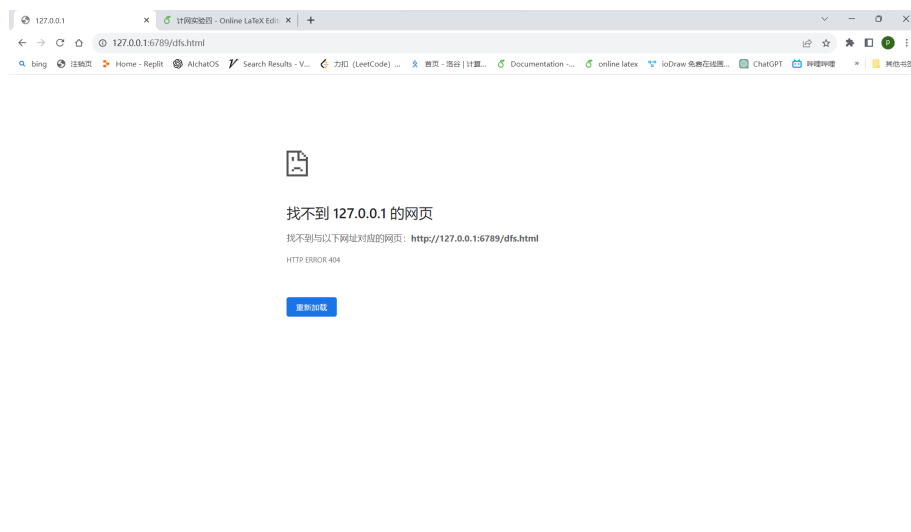 127.0.0.1
计网实验四 - Online LaTeX Edit
127.0.0.1:6789/dfs.html
P
bing
注销页
Home - Replit
AIchatOS
Search Results - V...
力扣 (LeetCode) ...
首页 - 洛谷 | 计算...
Documentation -...
online latex
ioDraw 免费在线图...
ChatGPT
哔哩哔哩
»
其他书签
找不到 127.0.0.1 的网页
找不到与以下网址对应的网页：http://127.0.0.1:6789/dfs.html
HTTP ERROR 404
重新加载